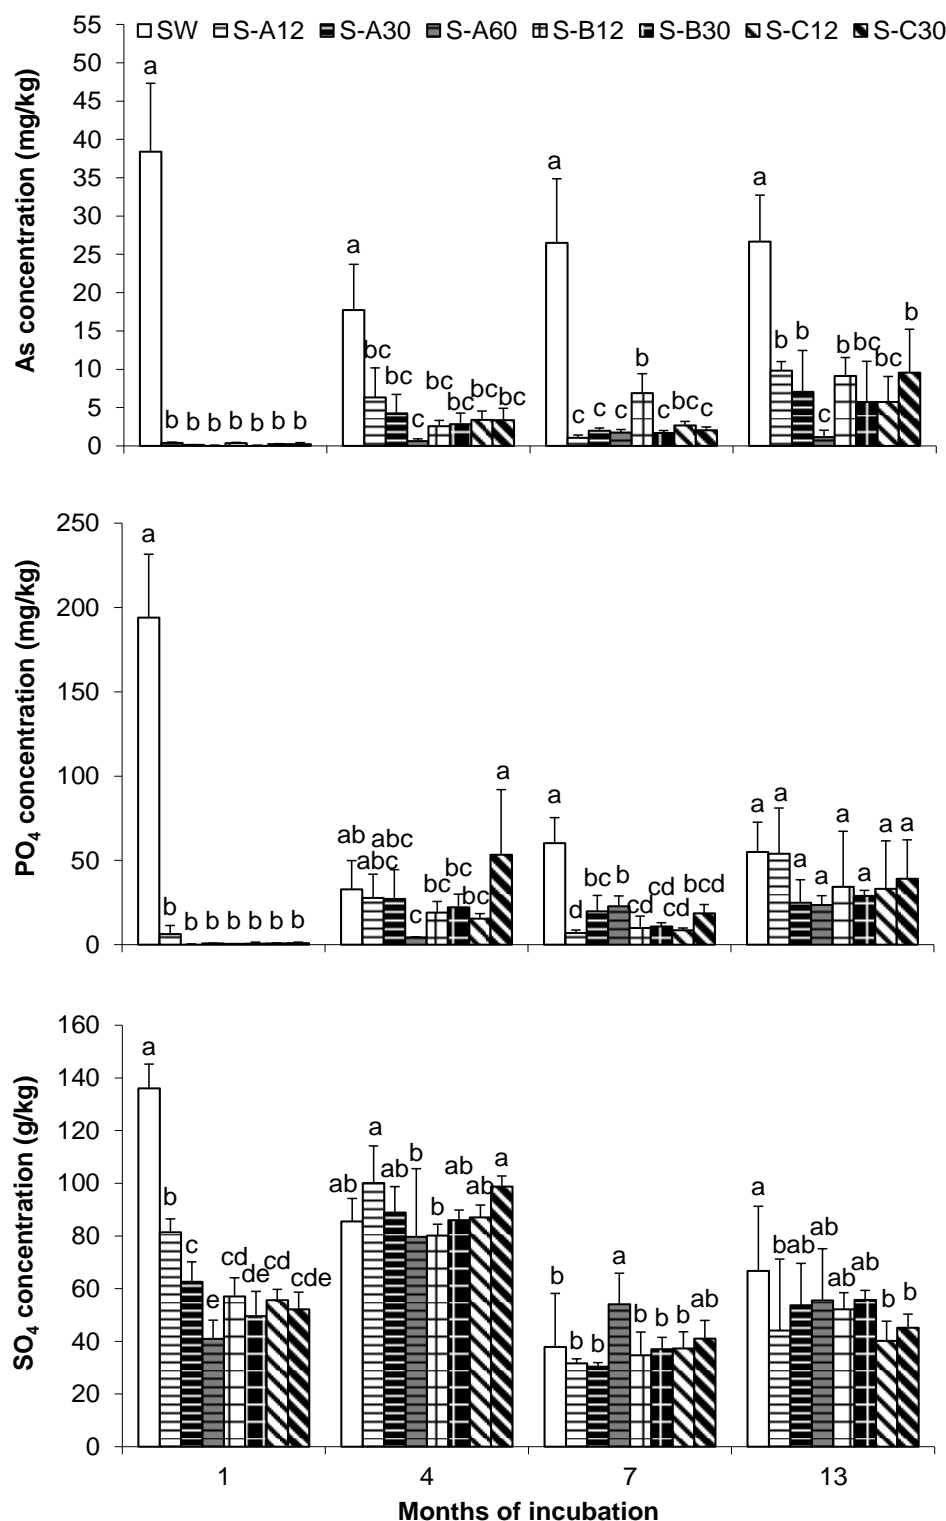 SW S-A12 S-A30 S-A60 S-B12 S-B30 S-C12 S-C30
As concentration (mg/kg)
55
50
45
40
35
30
25
20
15
10
5
0
a b b b b b b b
a bc bc c bc bc bc bc
a c c c b c bc c
a b b c b bc bc b
PO4 concentration (mg/kg)
250
200
150
100
50
0
a b b b b b b b
ab abc abc c bc bc bc a
a d bc b cd cd cd bcd
a a a a a a a a
SO4 concentration (g/kg)
160
140
120
100
80
60
40
20
0
a b c e cd de cd cde
ab a ab b b ab ab a
b b b a b b b ab
a b ab ab ab ab b b
1 4 7 13
Months of incubation